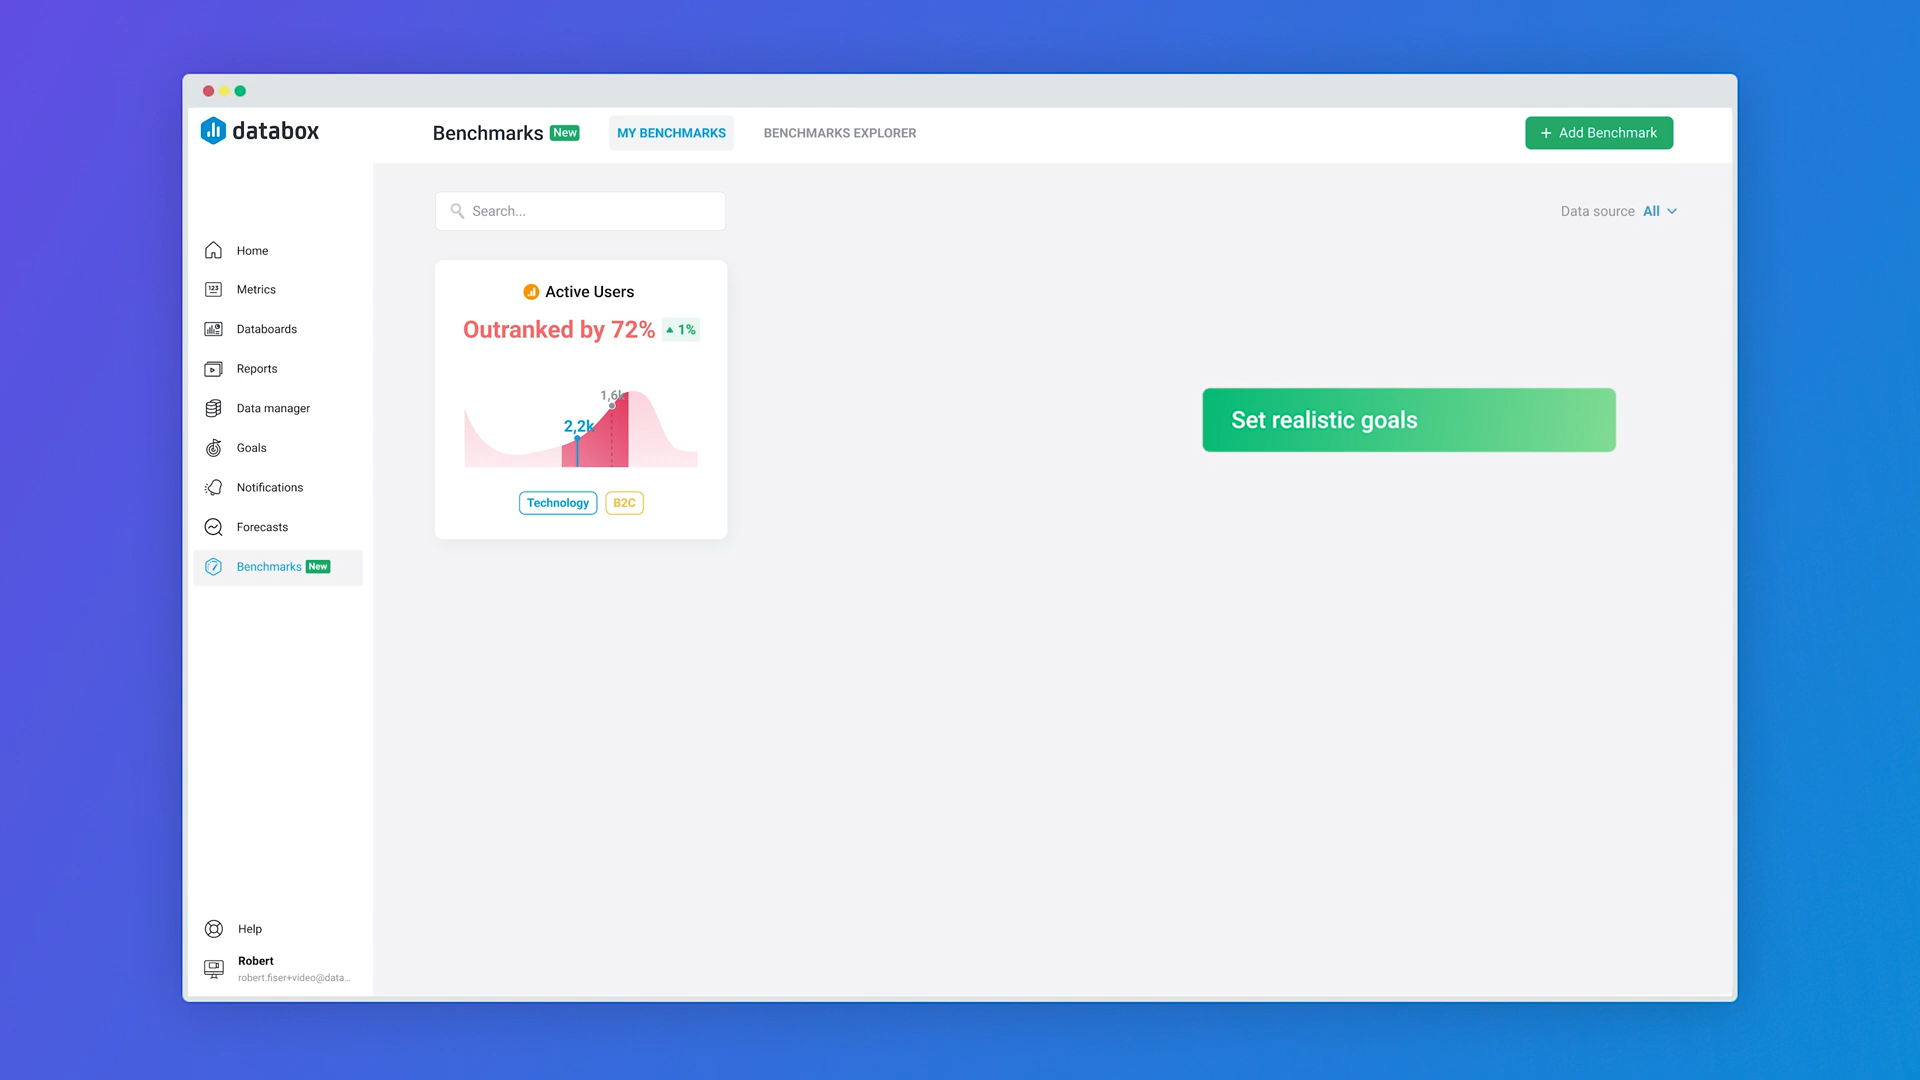 databox
Benchmarks New
MY BENCHMARKS
BENCHMARKS EXPLORER
+ Add Benchmark
Search...
Data source All
Home
Metrics
Databoards
Reports
Data manager
Goals
Notifications
Forecasts
Benchmarks New
Active Users
Outranked by 72% ▲ 1%
1,6k
2,2k
Technology
B2C
Set realistic goals
Help
Robert
robert.fiser+video@data...